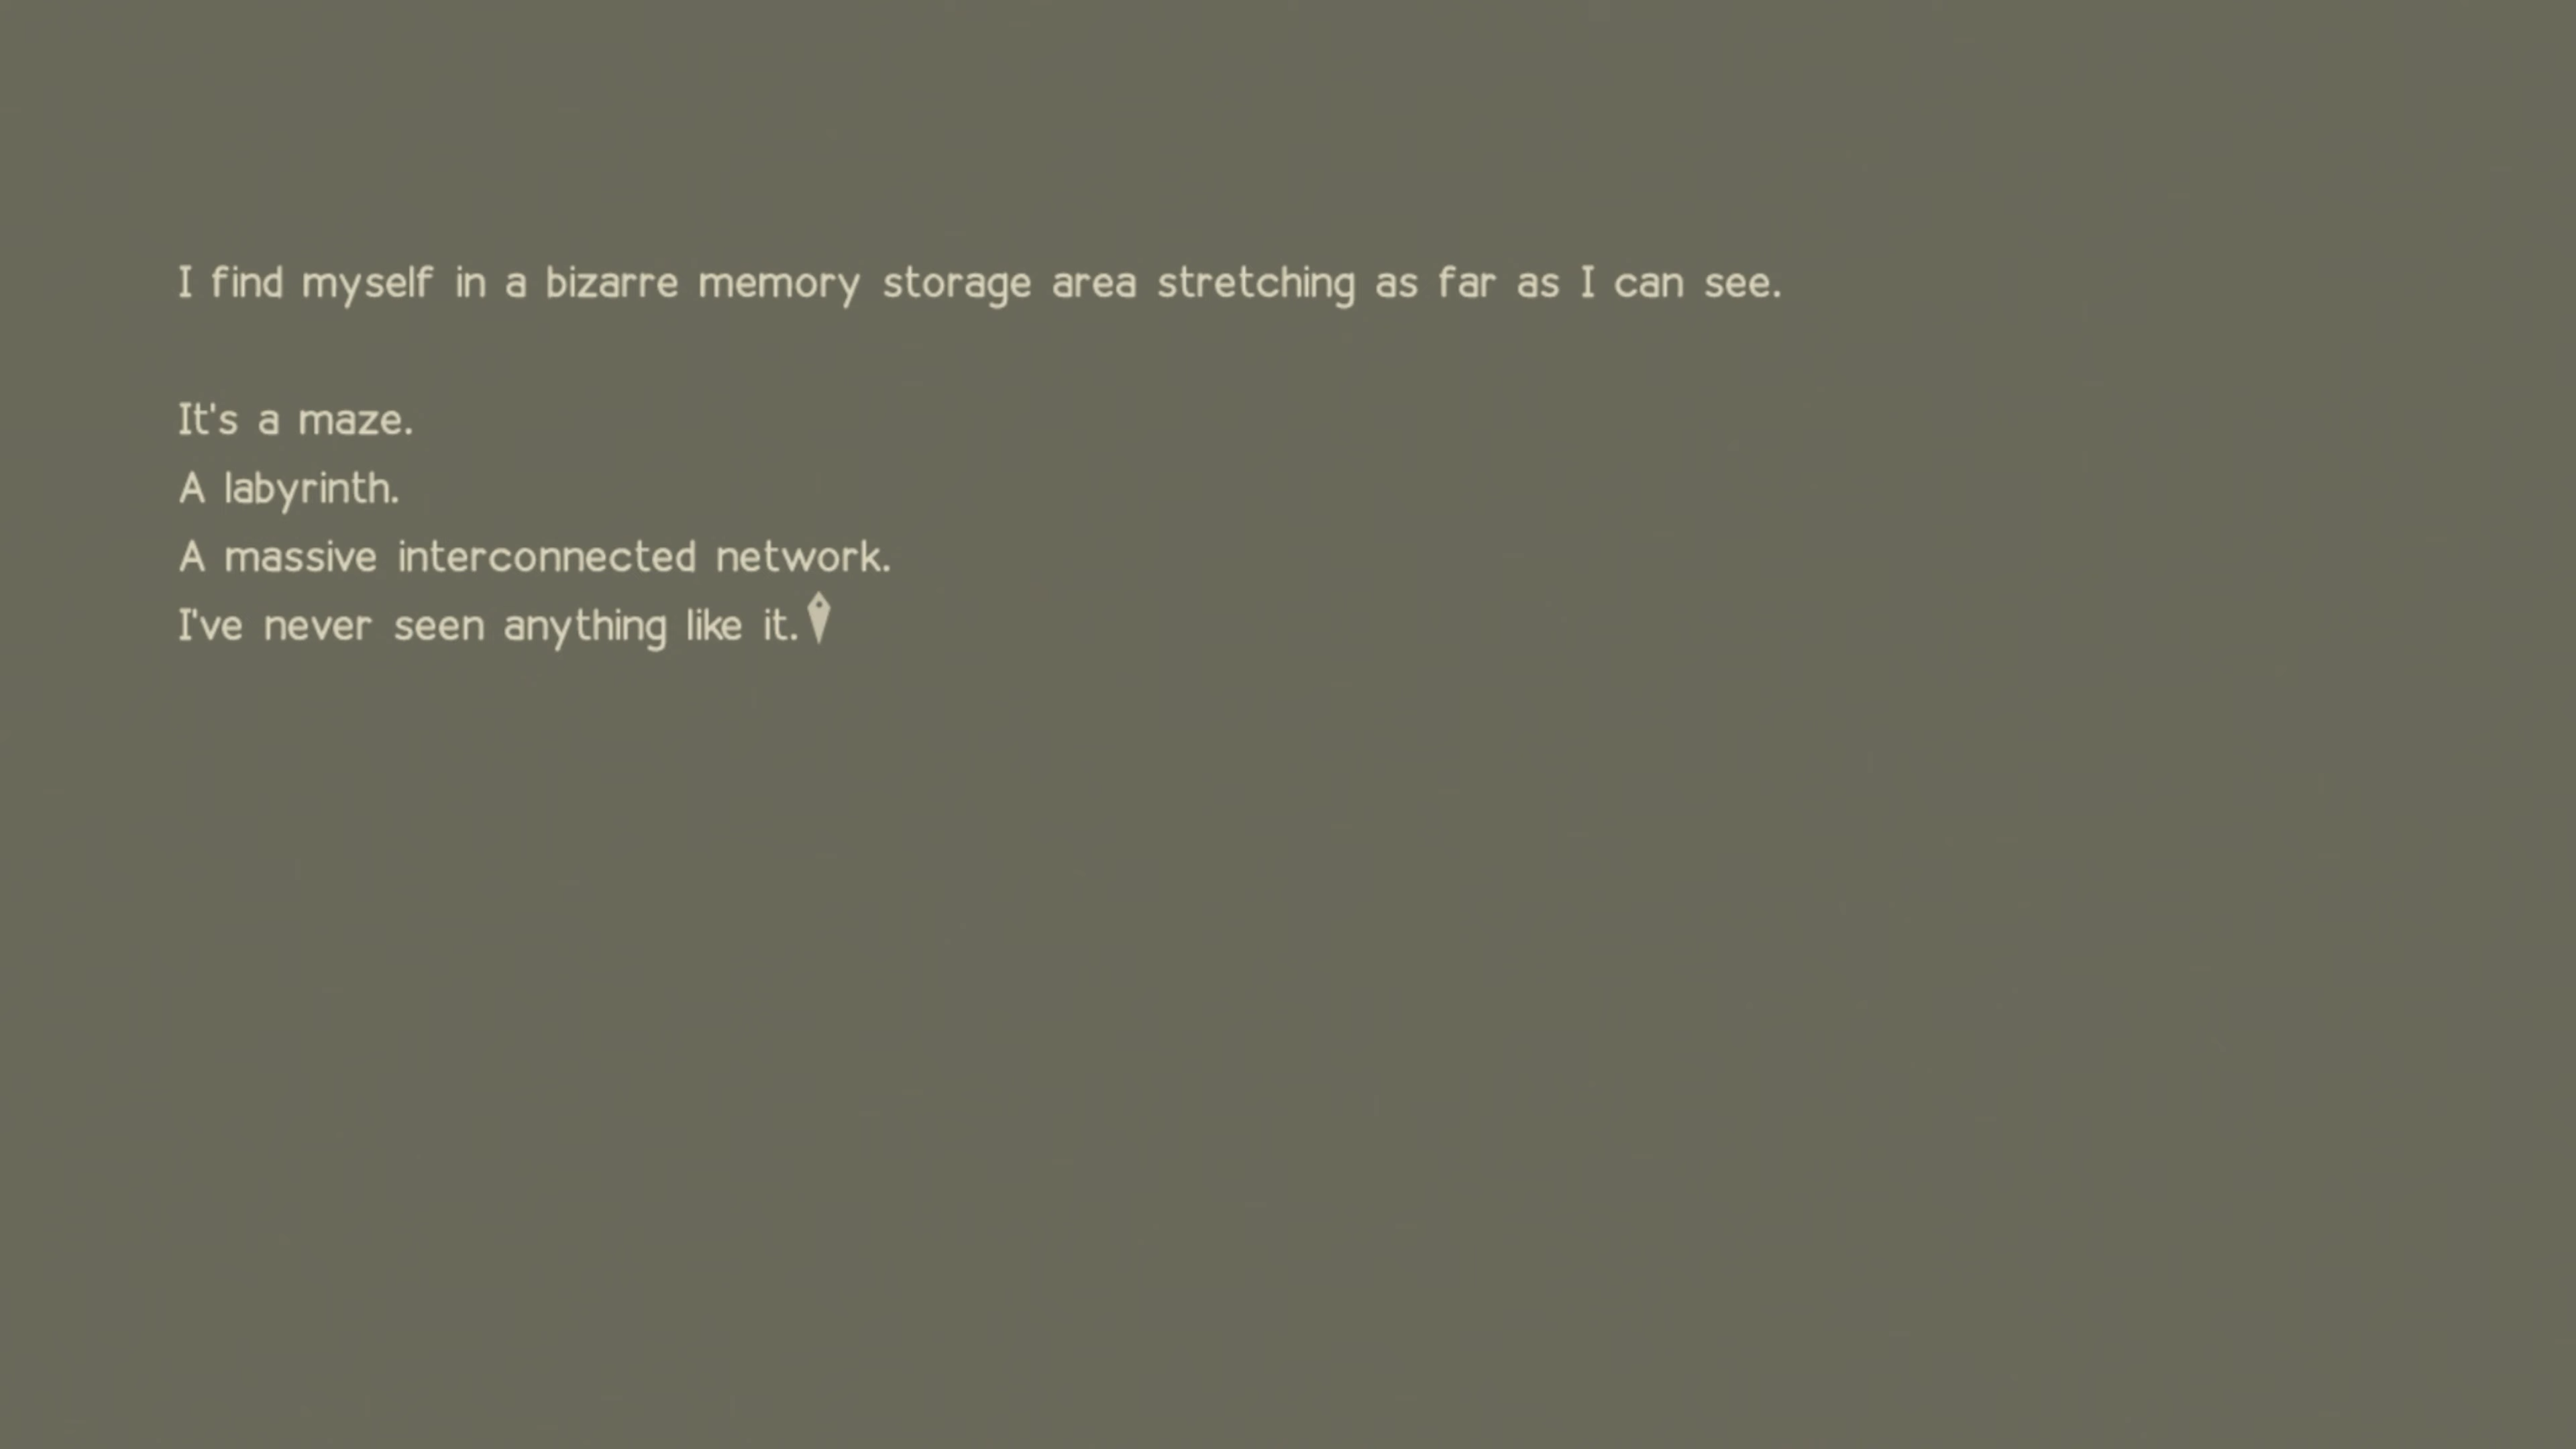 I find myself in a bizarre memory storage area stretching as far as I can see.
It's a maze.
A labyrinth.
A massive interconnected network.
I've never seen anything like it.